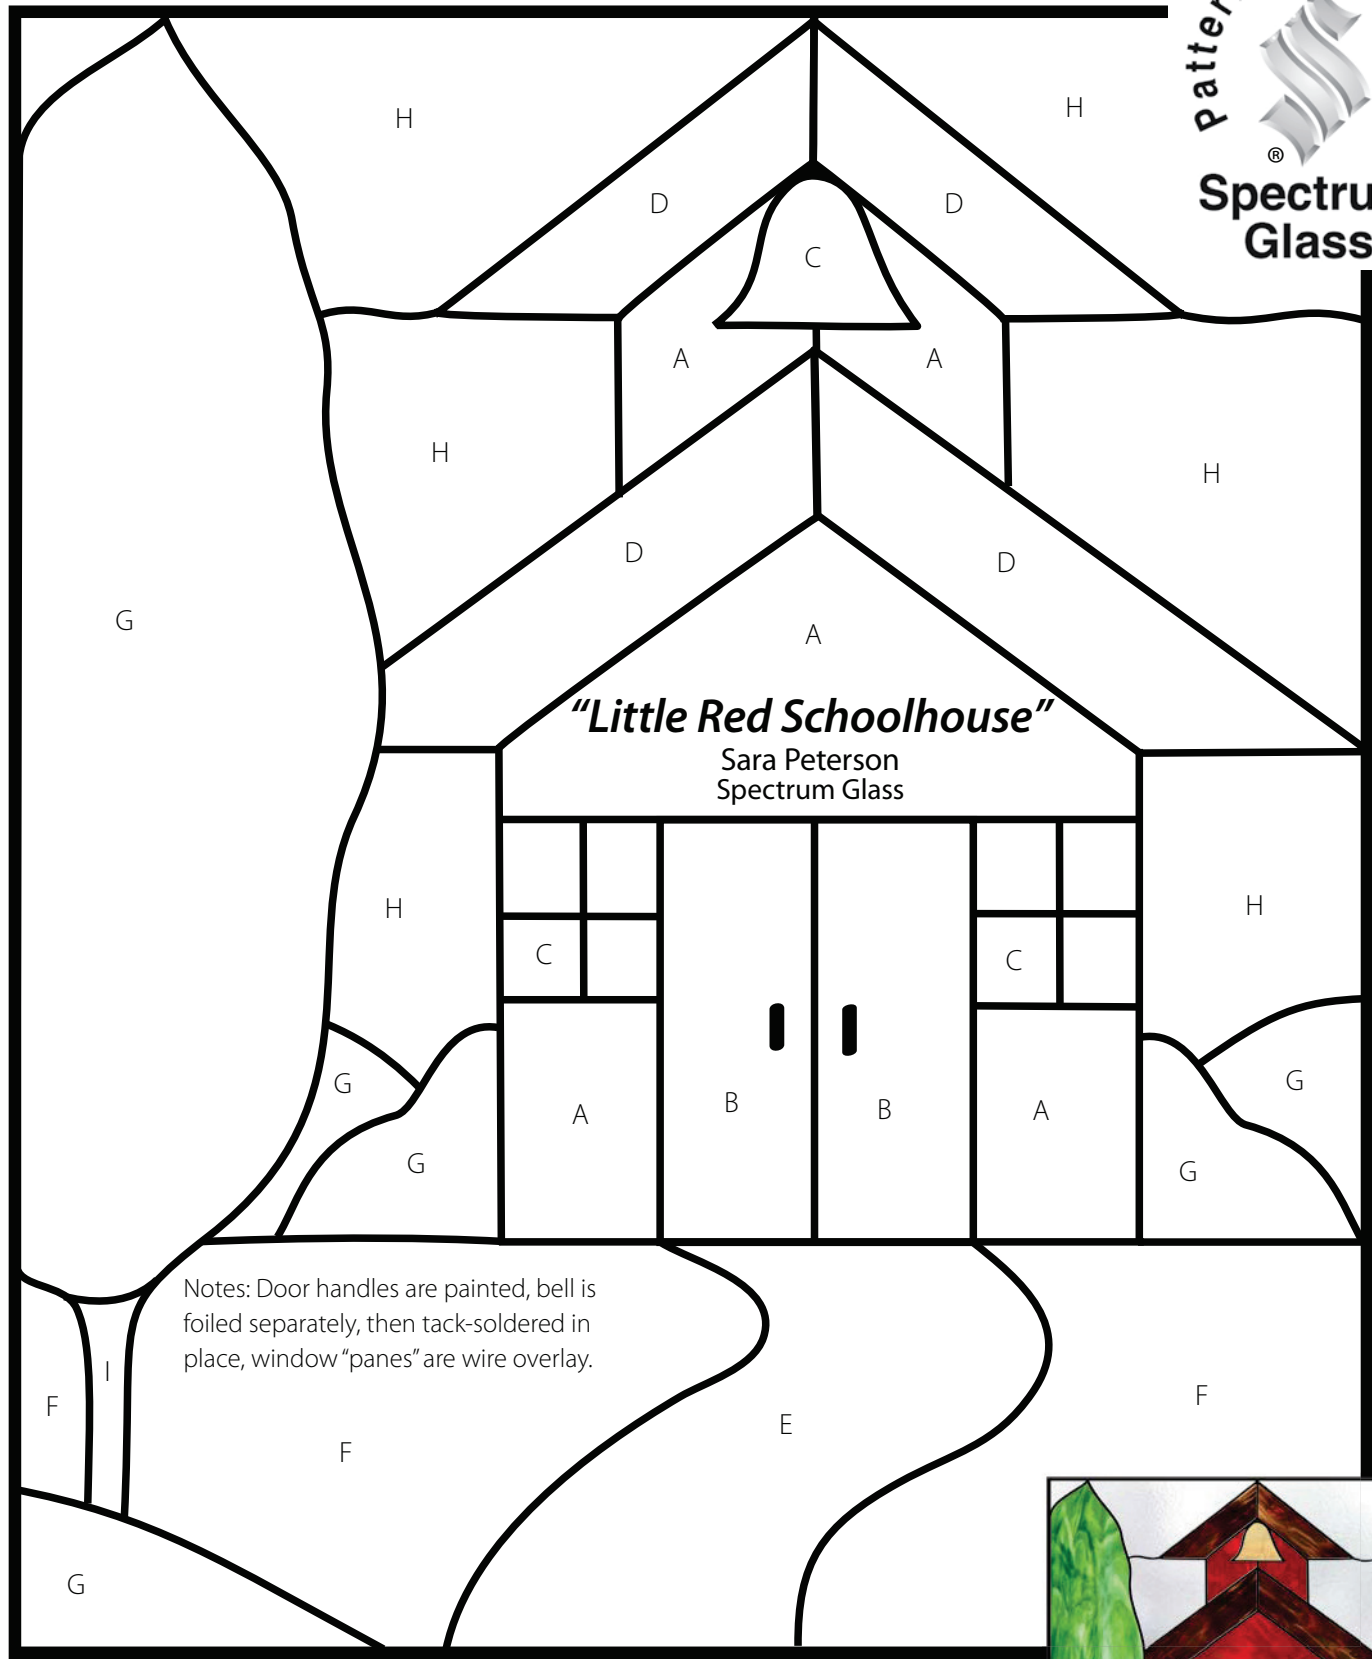 H
H
®
Glass
D
D
C
A
A
H
H
D
D
G
A
“Little Red Schoolhouse”
Sara Peterson
Spectrum Glass
H
H
C
C
G
G
B
B
A
A
G
G
Notes: Door handles are painted, bell is
foiled separately, then tack-soldered in
place, window “panes” are wire overlay.
I
F
F
E
F
G